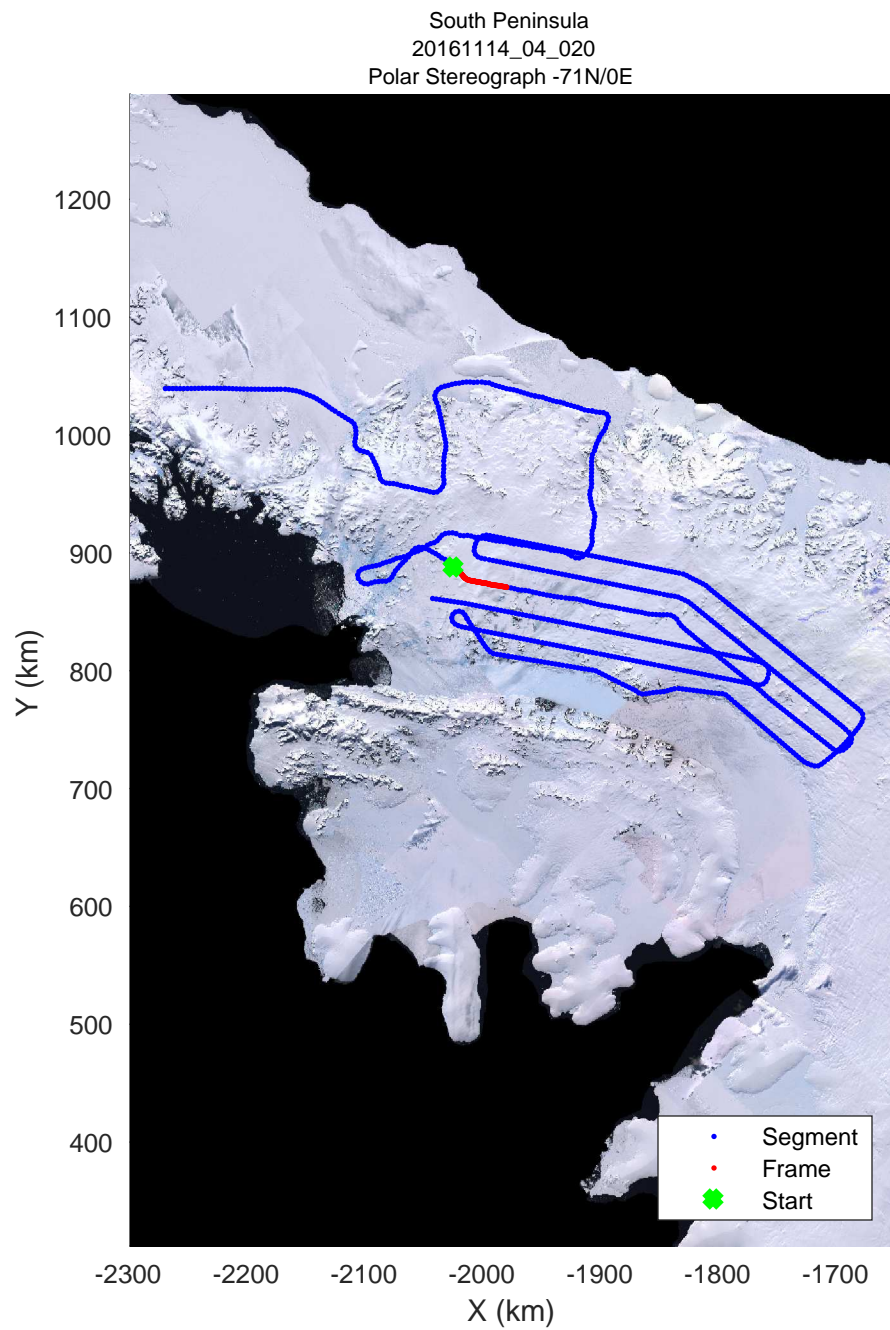 South Peninsula
20161114_04_020
Polar Stereograph -71N/0E
1200
1100
1000
900
800
700
600
500
400
Y (km)
Segment
Frame
Start
-2300 -2200 -2100 -2000 -1900 -1800 -1700
X (km)